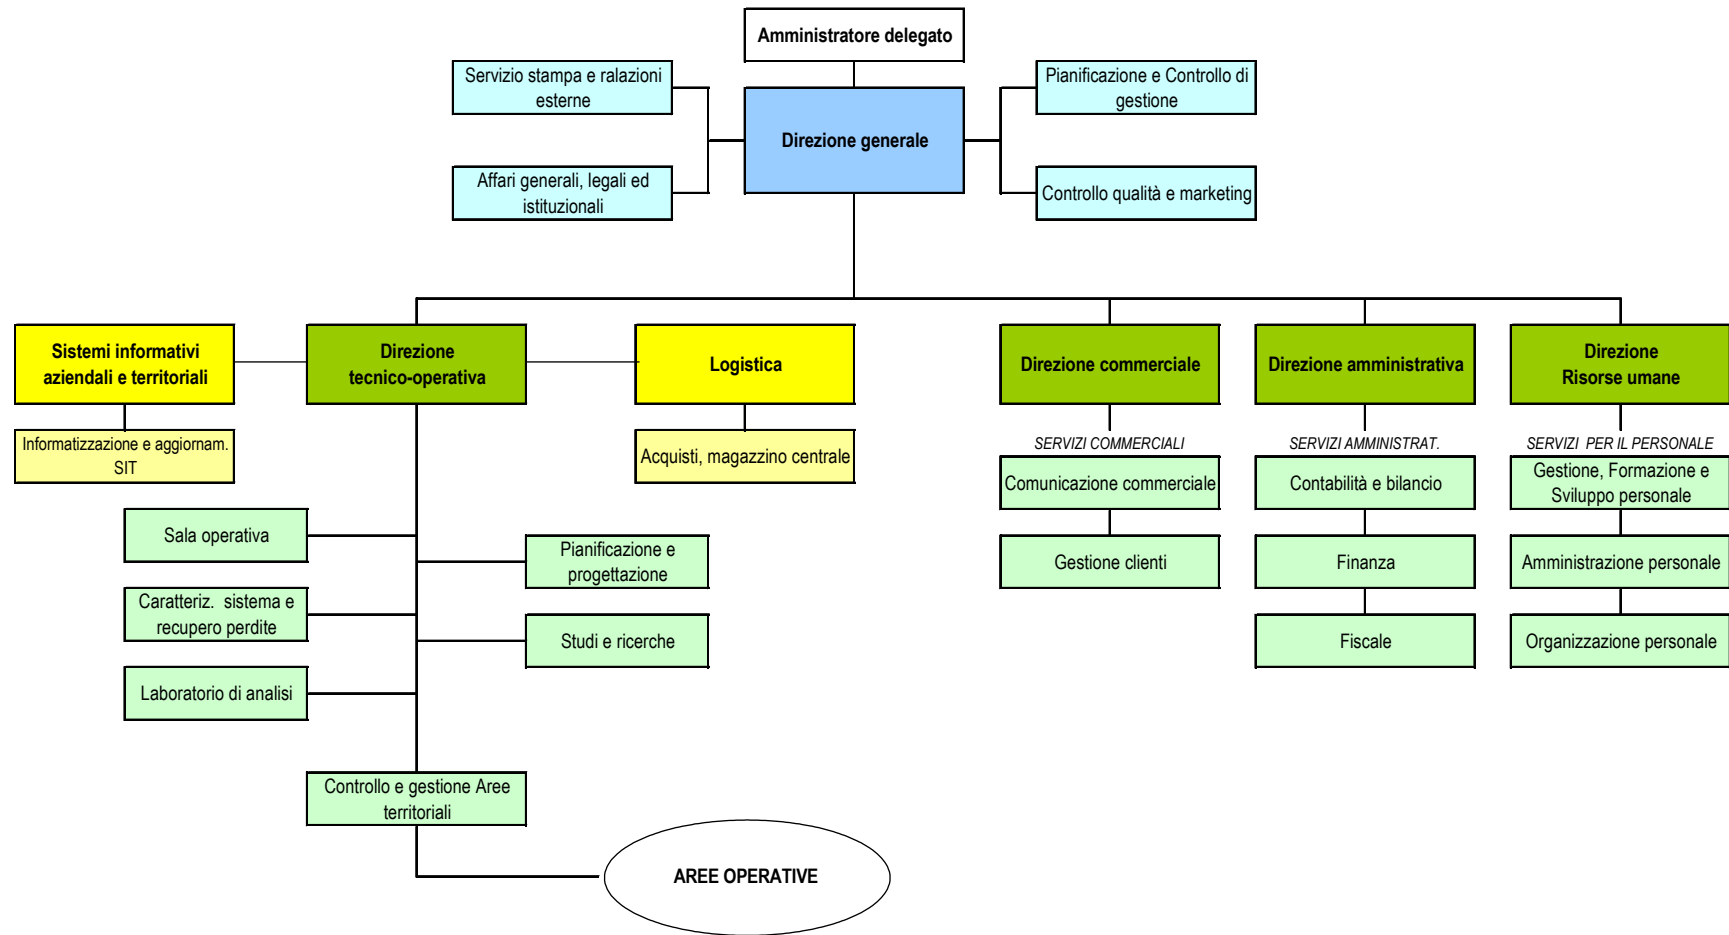 Amministratore delegato
Servizio stampa e ralazioni
esterne
Pianificazione e Controllo di
gestione
Direzione generale
Affari generali, legali ed
istituzionali
Controllo qualità e marketing
Sistemi informativi
aziendali e territoriali
Direzione
tecnico-operativa
Logistica
Direzione commerciale
Direzione amministrativa
Direzione
Risorse umane
Informatizzazione e aggiornam.
SIT
Acquisti, magazzino centrale
SERVIZI COMMERCIALI
SERVIZI AMMINISTRAT.
SERVIZI PER IL PERSONALE
Comunicazione commerciale
Contabilità e bilancio
Gestione, Formazione e
Sviluppo personale
Sala operativa
Pianificazione e
progettazione
Gestione clienti
Finanza
Amministrazione personale
Caratteriz. sistema e
recupero perdite
Studi e ricerche
Fiscale
Organizzazione personale
Laboratorio di analisi
Controllo e gestione Aree
territoriali
AREE OPERATIVE